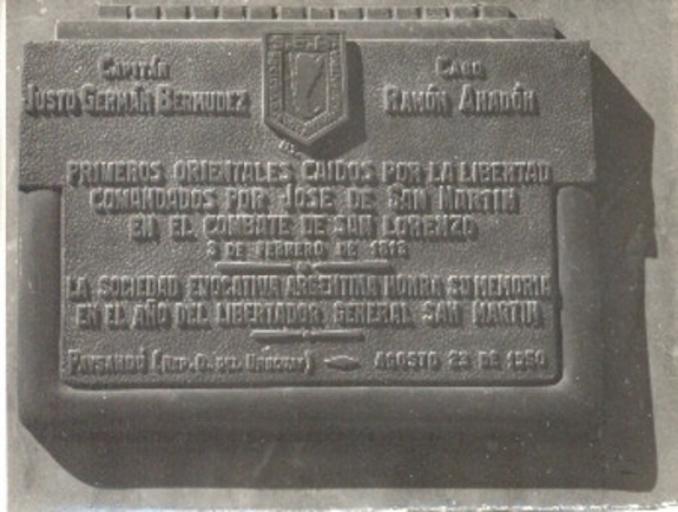 CAPITÁN
JUSTO GERMÁN BERMUDEZ
CABO
RAMÓN AMADÓR
PRIMEROS ORIENTALES CAIDOS POR LA LIBERTAD
COMANDADOS POR JOSE DE SAN MARTIN
EN EL COMBATE DE SAN LORENZO
3 DE FEBRERO DE 1813
LA SOCIEDAD EVOCATIVA ARGENTINA HONRA SU MEMORIA
EN EL AÑO DEL LIBERTADOR GENERAL SAN MARTIN
PAYSANDÚ (REP. O. DEL URUGUAY) AGOSTO 23 DE 1950